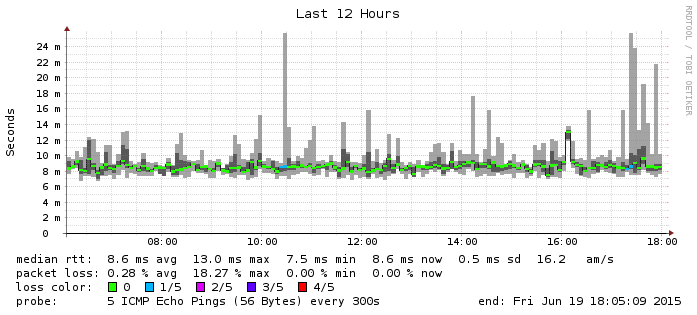 Last 12 Hours
RRDTOOL / TOBI OETIKER
Seconds
24 m
22 m
20 m
18 m
16 m
14 m
12 m
10 m
8 m
6 m
4 m
2 m
0
08:00 10:00 12:00 14:00 16:00 18:00
median rtt: 8.6 ms avg 13.0 ms max 7.5 ms min 8.6 ms now 0.5 ms sd 16.2 am/s
packet loss: 0.28 % avg 18.27 % max 0.00 % min 0.00 % now
loss color: 0 1/5 2/5 3/5 4/5
probe: 5 ICMP Echo Pings (56 Bytes) every 300s end: Fri Jun 19 18:05:09 2015